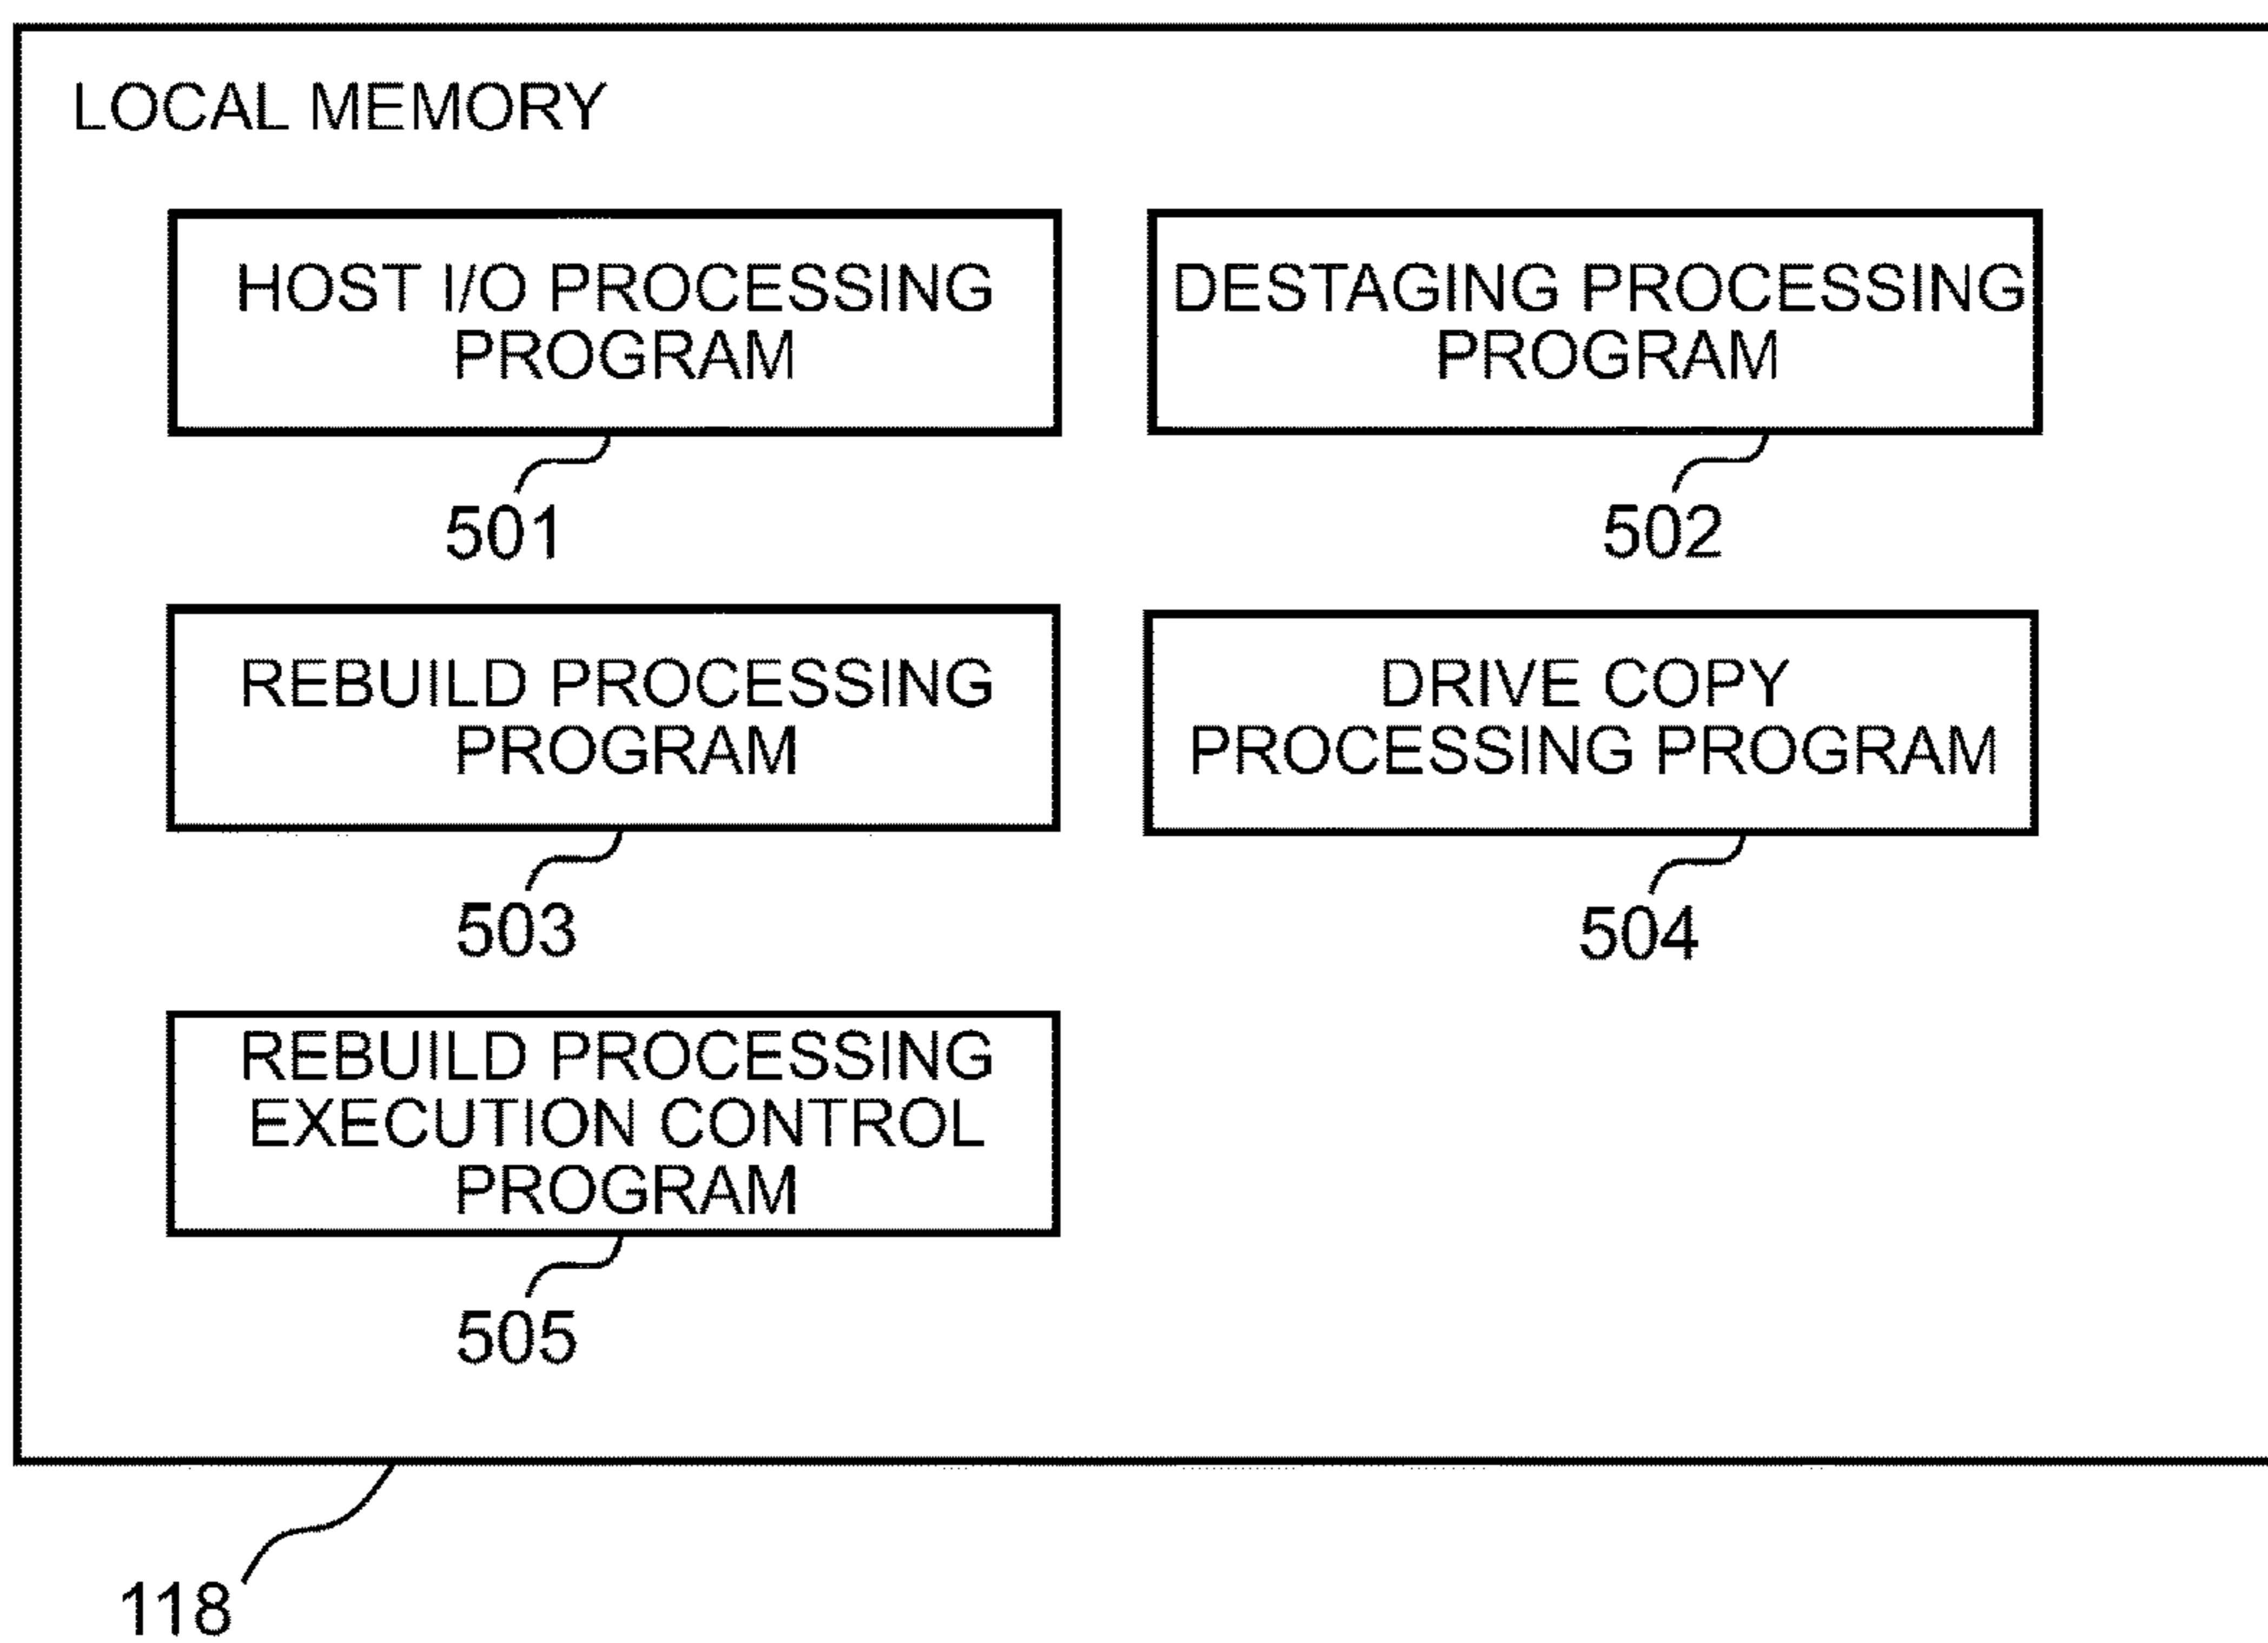 LOCAL MEMORY
HOST I/O PROCESSING
PROGRAM
501
DESTAGING PROCESSING
PROGRAM
502
REBUILD PROCESSING
PROGRAM
503
DRIVE COPY
PROCESSING PROGRAM
504
REBUILD PROCESSING
EXECUTION CONTROL
PROGRAM
505
118